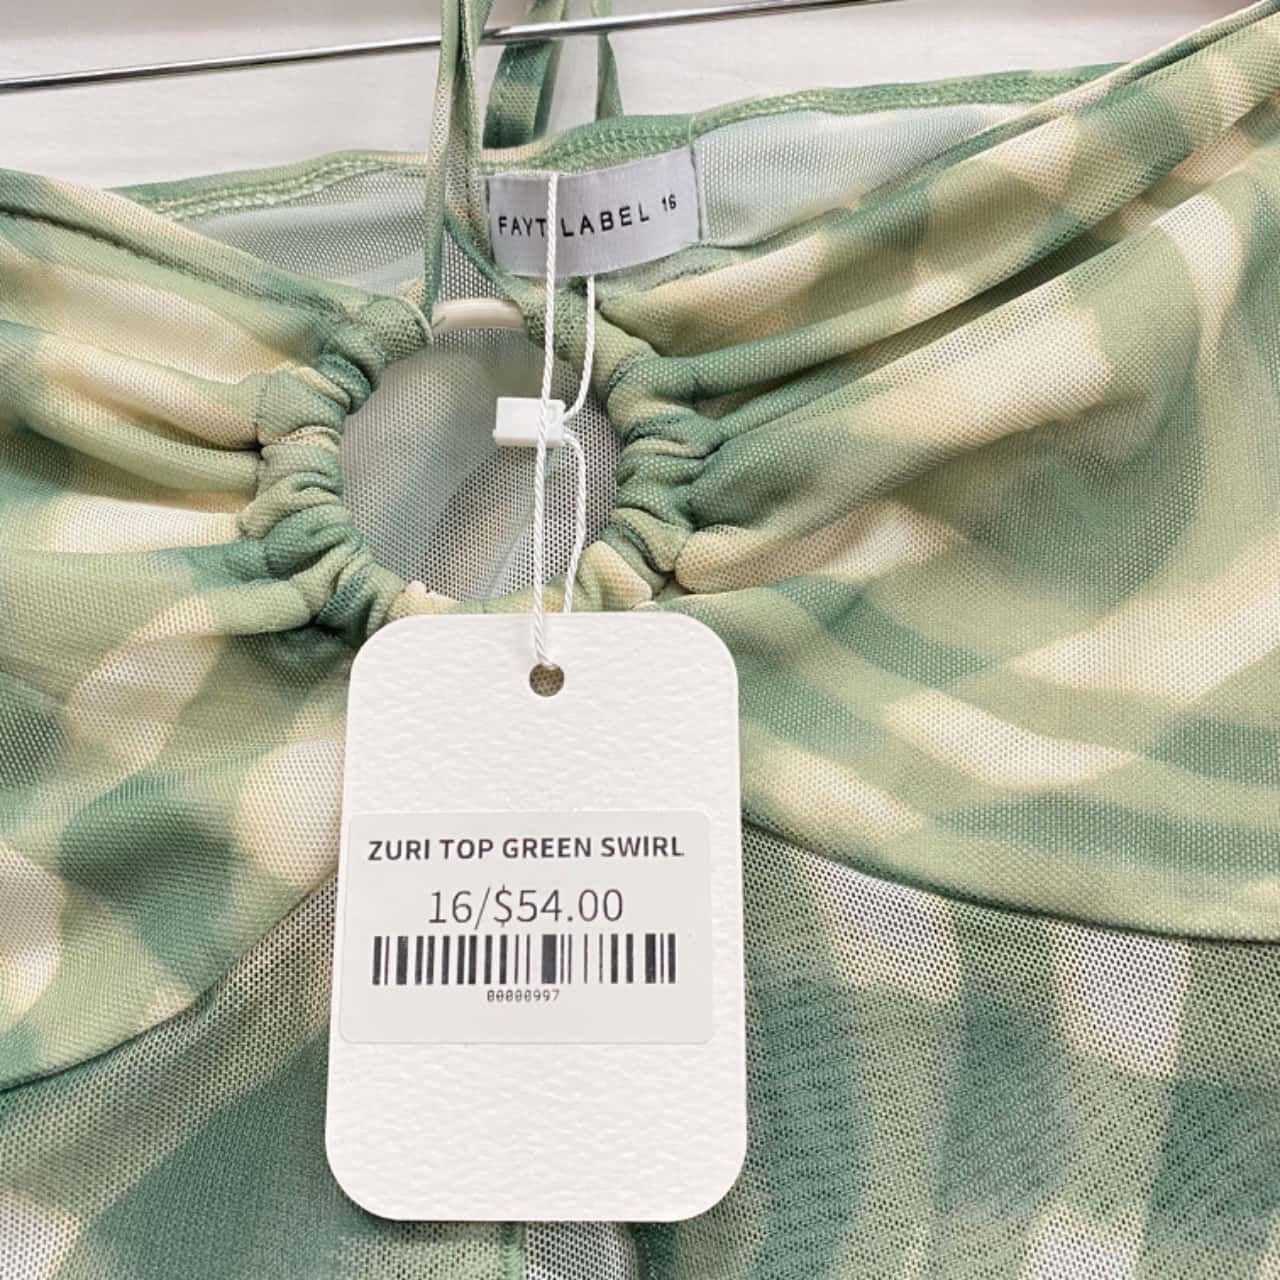 FAYT LABEL 16
ZURI TOP GREEN SWIRL
16/$54.00
00000997